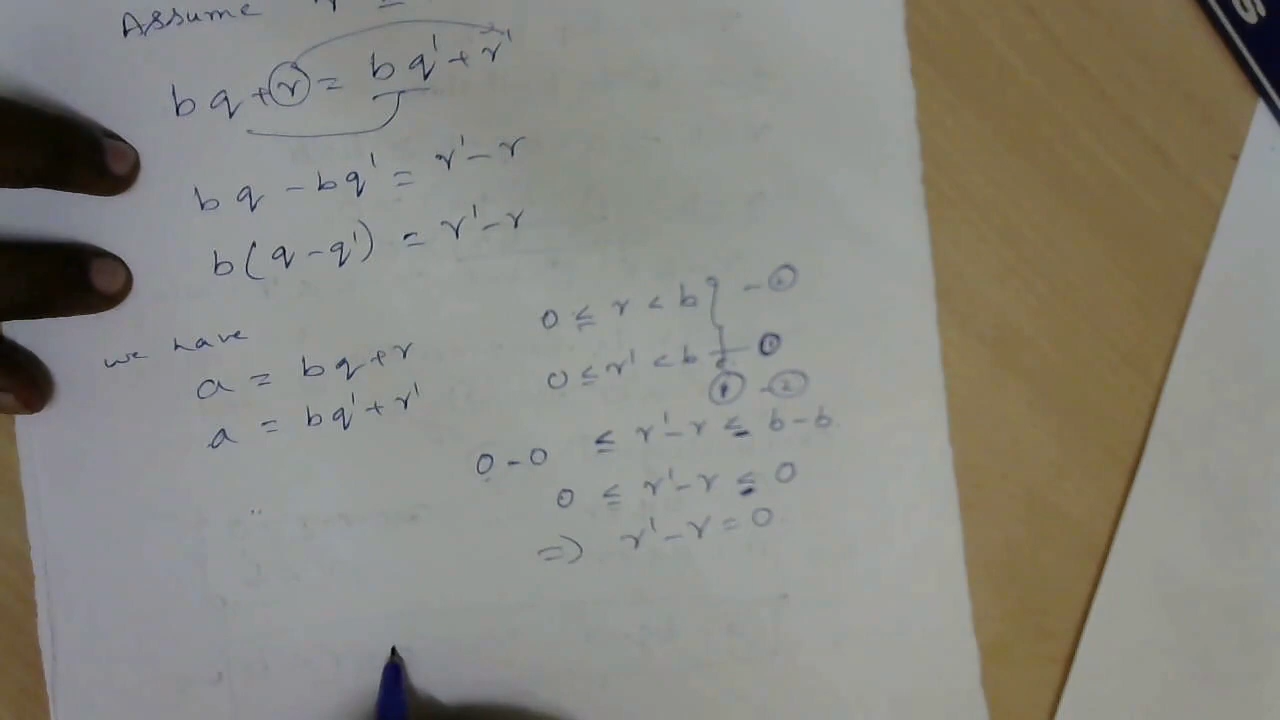 Assume
bq + r = bq' + r'
bq - bq' = r' - r
b(q - q') = r' - r
we have
a = bq + r
a = bq' + r'
0 ≤ r < b } - ②
0 ≤ r' < b
① - ②
0 - 0 ≤ r' - r ≤ b - b
0 ≤ r' - r ≤ 0
=> r' - r = 0
S